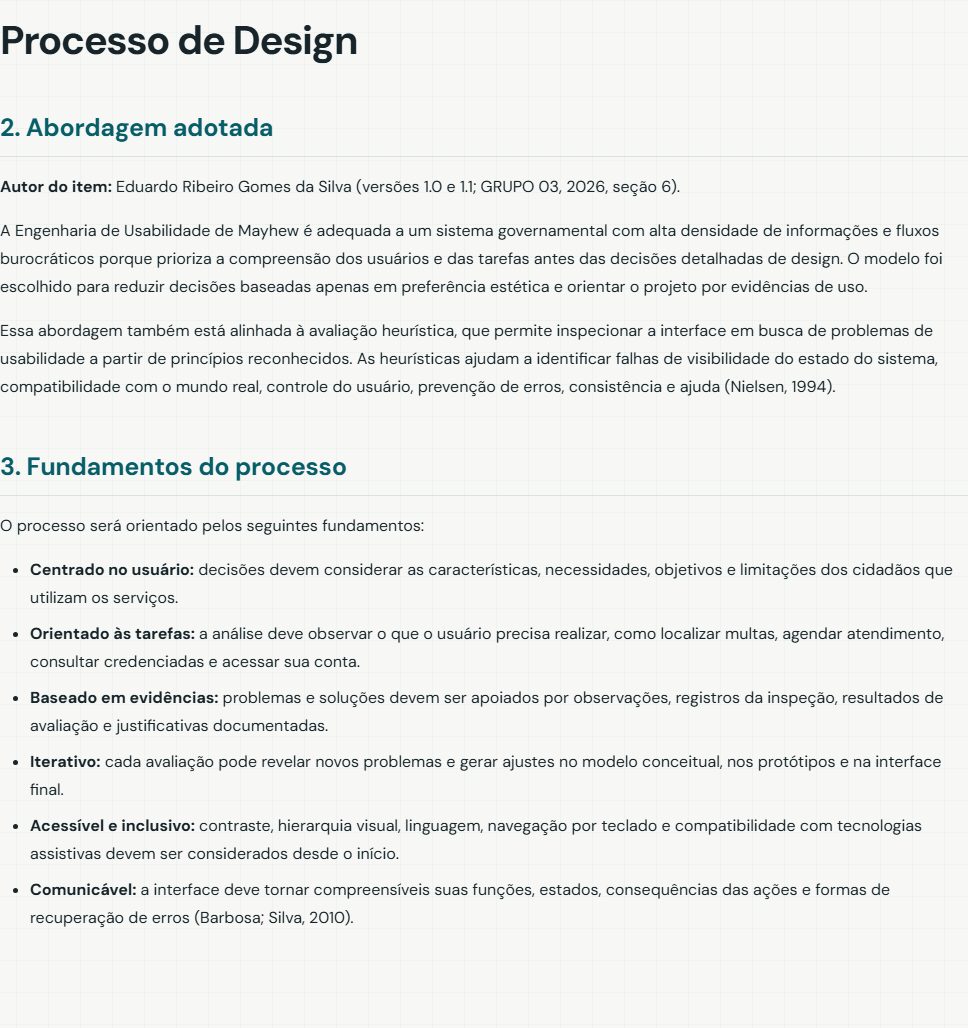 Processo de Design
2. Abordagem adotada
Autor do item: Eduardo Ribeiro Gomes da Silva (versões 1.0 e 1.1; GRUPO 03, 2026, seção 6).
A Engenharia de Usabilidade de Mayhew é adequada a um sistema governamental com alta densidade de informações e fluxos
burocráticos porque prioriza a compreensão dos usuários e das tarefas antes das decisões detalhadas de design. O modelo foi
escolhido para reduzir decisões baseadas apenas em preferência estética e orientar o projeto por evidências de uso.
Essa abordagem também está alinhada à avaliação heurística, que permite inspecionar a interface em busca de problemas de
usabilidade a partir de princípios reconhecidos. As heurísticas ajudam a identificar falhas de visibilidade do estado do sistema,
compatibilidade com o mundo real, controle do usuário, prevenção de erros, consistência e ajuda (Nielsen, 1994).
3. Fundamentos do processo
O processo será orientado pelos seguintes fundamentos:
• Centrado no usuário: decisões devem considerar as características, necessidades, objetivos e limitações dos cidadãos que
utilizam os serviços.
• Orientado às tarefas: a análise deve observar o que o usuário precisa realizar, como localizar multas, agendar atendimento,
consultar credenciadas e acessar sua conta.
• Baseado em evidências: problemas e soluções devem ser apoiados por observações, registros da inspeção, resultados de
avaliação e justificativas documentadas.
• Iterativo: cada avaliação pode revelar novos problemas e gerar ajustes no modelo conceitual, nos protótipos e na interface
final.
• Acessível e inclusivo: contraste, hierarquia visual, linguagem, navegação por teclado e compatibilidade com tecnologias
assistivas devem ser considerados desde o início.
• Comunicável: a interface deve tornar compreensíveis suas funções, estados, consequências das ações e formas de
recuperação de erros (Barbosa; Silva, 2010).